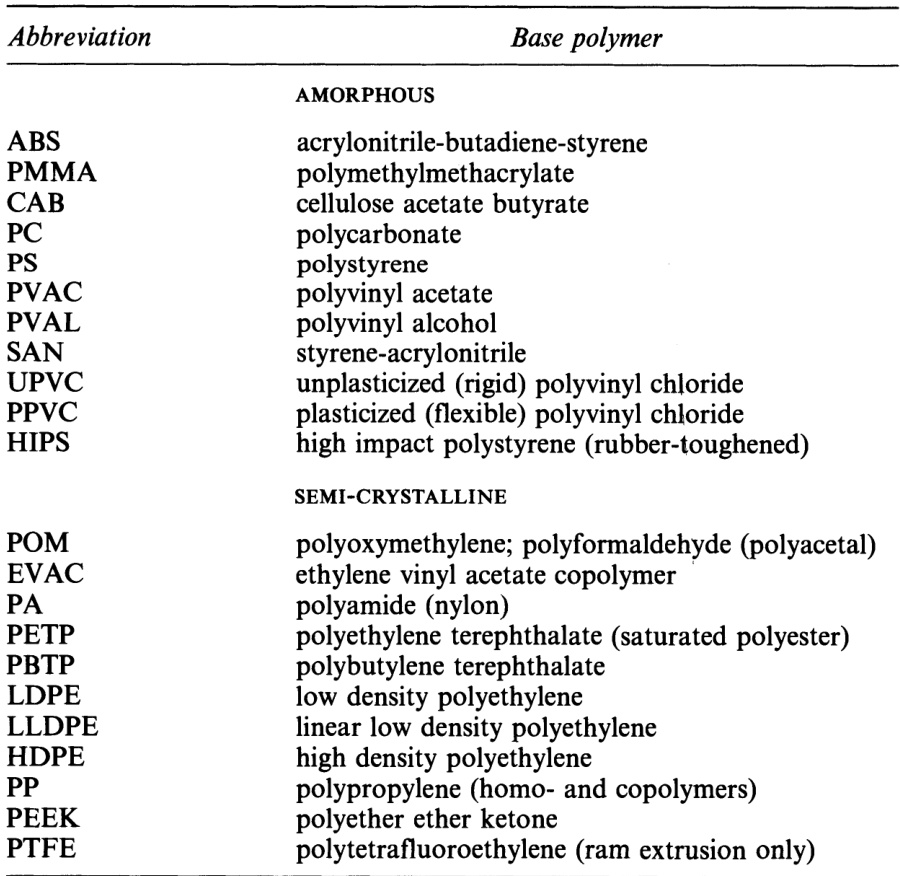 Abbreviation Base polymer
AMORPHOUS
ABS acrylonitrile-butadiene-styrene
PMMA polymethylmethacrylate
CAB cellulose acetate butyrate
PC polycarbonate
PS polystyrene
PVAC polyvinyl acetate
PVAL polyvinyl alcohol
SAN styrene-acrylonitrile
UPVC unplasticized (rigid) polyvinyl chloride
PPVC plasticized (flexible) polyvinyl chloride
HIPS high impact polystyrene (rubber-toughened)
SEMI-CRYSTALLINE
POM polyoxymethylene; polyformaldehyde (polyacetal)
EVAC ethylene vinyl acetate copolymer
PA polyamide (nylon)
PETP polyethylene terephthalate (saturated polyester)
PBTP polybutylene terephthalate
LDPE low density polyethylene
LLDPE linear low density polyethylene
HDPE high density polyethylene
PP polypropylene (homo- and copolymers)
PEEK polyether ether ketone
PTFE polytetrafluoroethylene (ram extrusion only)